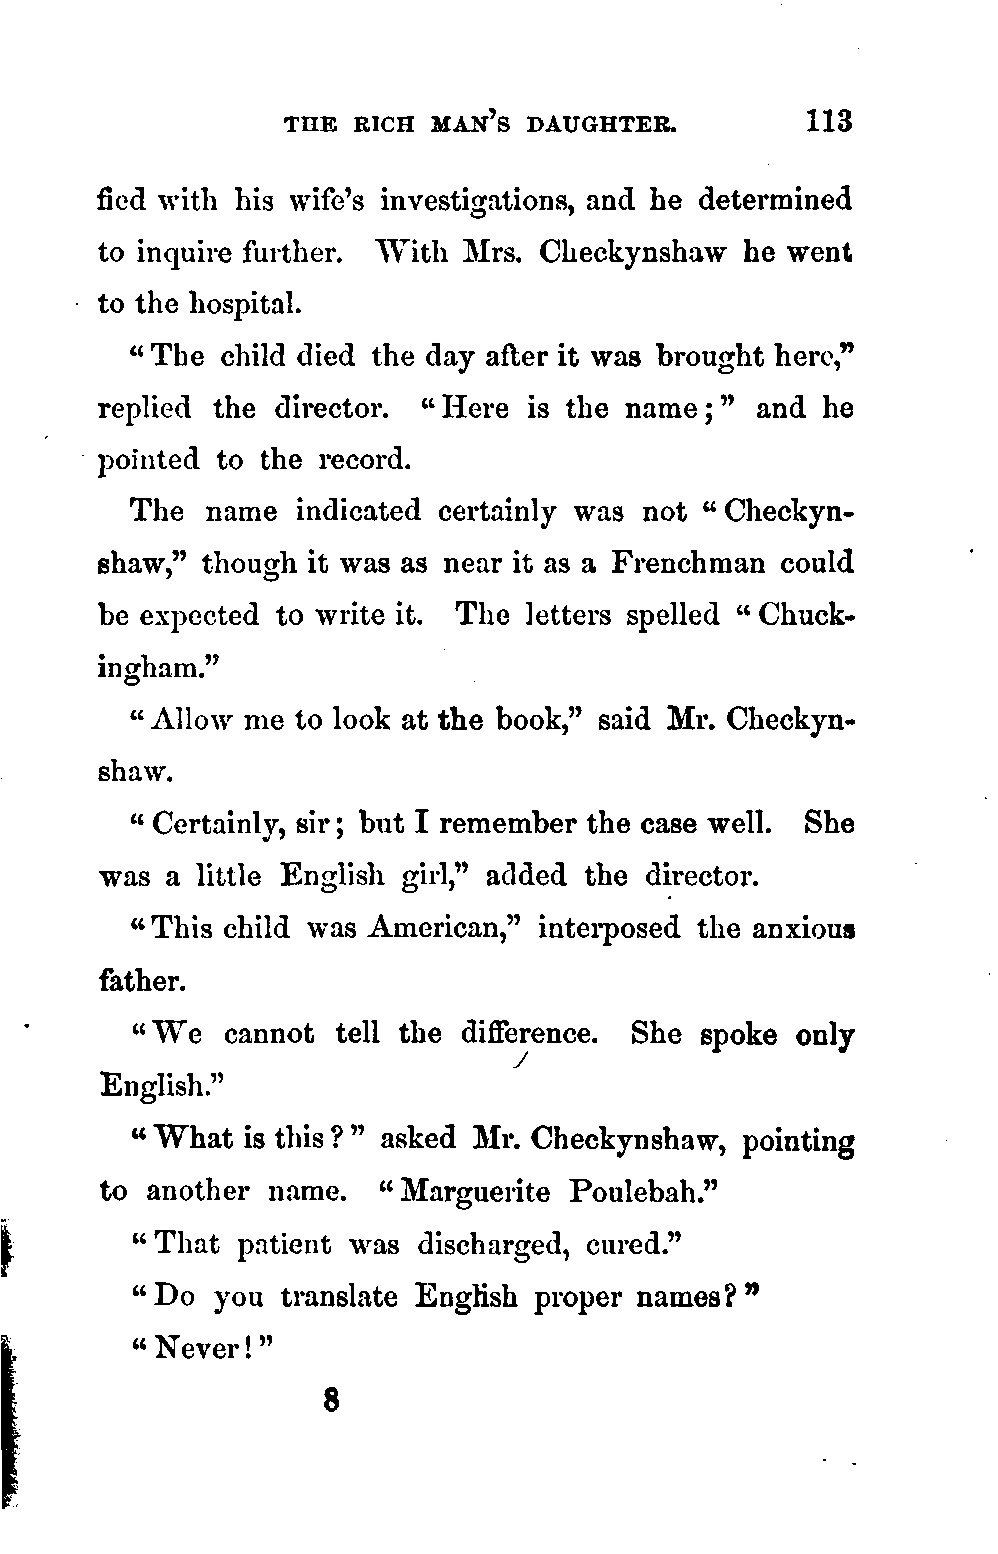 THE RICH MAN'S DAUGHTER. 113
fied with his wife's investigations, and he determined
to inquire further. With Mrs. Checkynshaw he went
to the hospital.
“The child died the day after it was brought here,”
replied the director. “Here is the name;” and he
pointed to the record.
The name indicated certainly was not “Checkyn-
shaw,” though it was as near it as a Frenchman could
be expected to write it. The letters spelled “Chuck-
ingham.”
“Allow me to look at the book,” said Mr. Checkyn-
shaw.
“Certainly, sir; but I remember the case well. She
was a little English girl,” added the director.
“This child was American,” interposed the anxious
father.
“We cannot tell the difference. She spoke only
English.”
“What is this?” asked Mr. Checkynshaw, pointing
to another name. “Marguerite Poulebah.”
“That patient was discharged, cured.”
“Do you translate English proper names?”
“Never!”
8